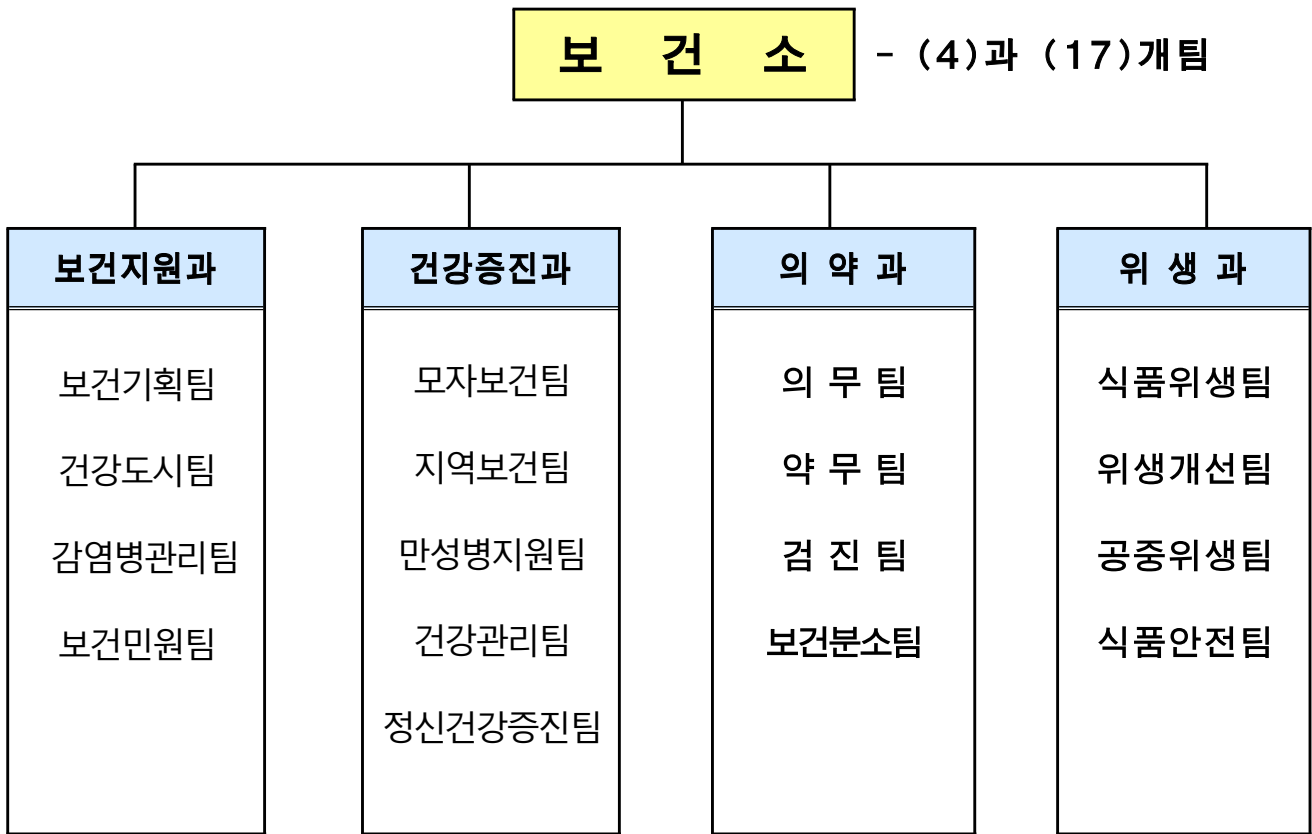 보 건 소 - (4)과 (17)개팀
보건지원과
보건기획팀
건강도시팀
감염병관리팀
보건민원팀
건강증진과
모자보건팀
지역보건팀
만성병지원팀
건강관리팀
정신건강증진팀
의 약 과
의 무 팀
약 무 팀
검 진 팀
보건분소팀
위 생 과
식품위생팀
위생개선팀
공중위생팀
식품안전팀